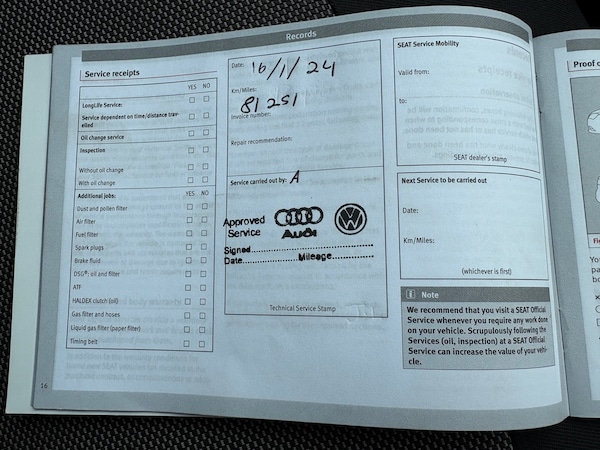 Records
Service receipts
YES NO
LongLife Service:
Service dependent on time/distance trav-
elled
Oil change service
Inspection
Without oil change
With oil change
Additional jobs: YES NO
Dust and pollen filter
Air filter
Fuel filter
Spark plugs
Brake fluid
DSG®: oil and filter
ATF
HALDEX clutch (oil)
Gas filter and hoses
Liquid gas filter (paper filter)
Timing belt
16
Date: 16/1/24
Km/Miles:
81251
Invoice number:
Repair recommendation:
Service carried out by: A
Approved
Service
Audi
Signed
Date Mileage
Technical Service Stamp
SEAT Service Mobility
Valid from:
to:
SEAT dealer's stamp
Next Service to be carried out
Date:
Km/Miles:
(whichever is first)
Note
We recommend that you visit a SEAT Official
Service whenever you require any work done
on your vehicle. Scrupulously following the
Services (oil, inspection) at a SEAT Official
Service can increase the value of your vehi-
cle.
Proof o